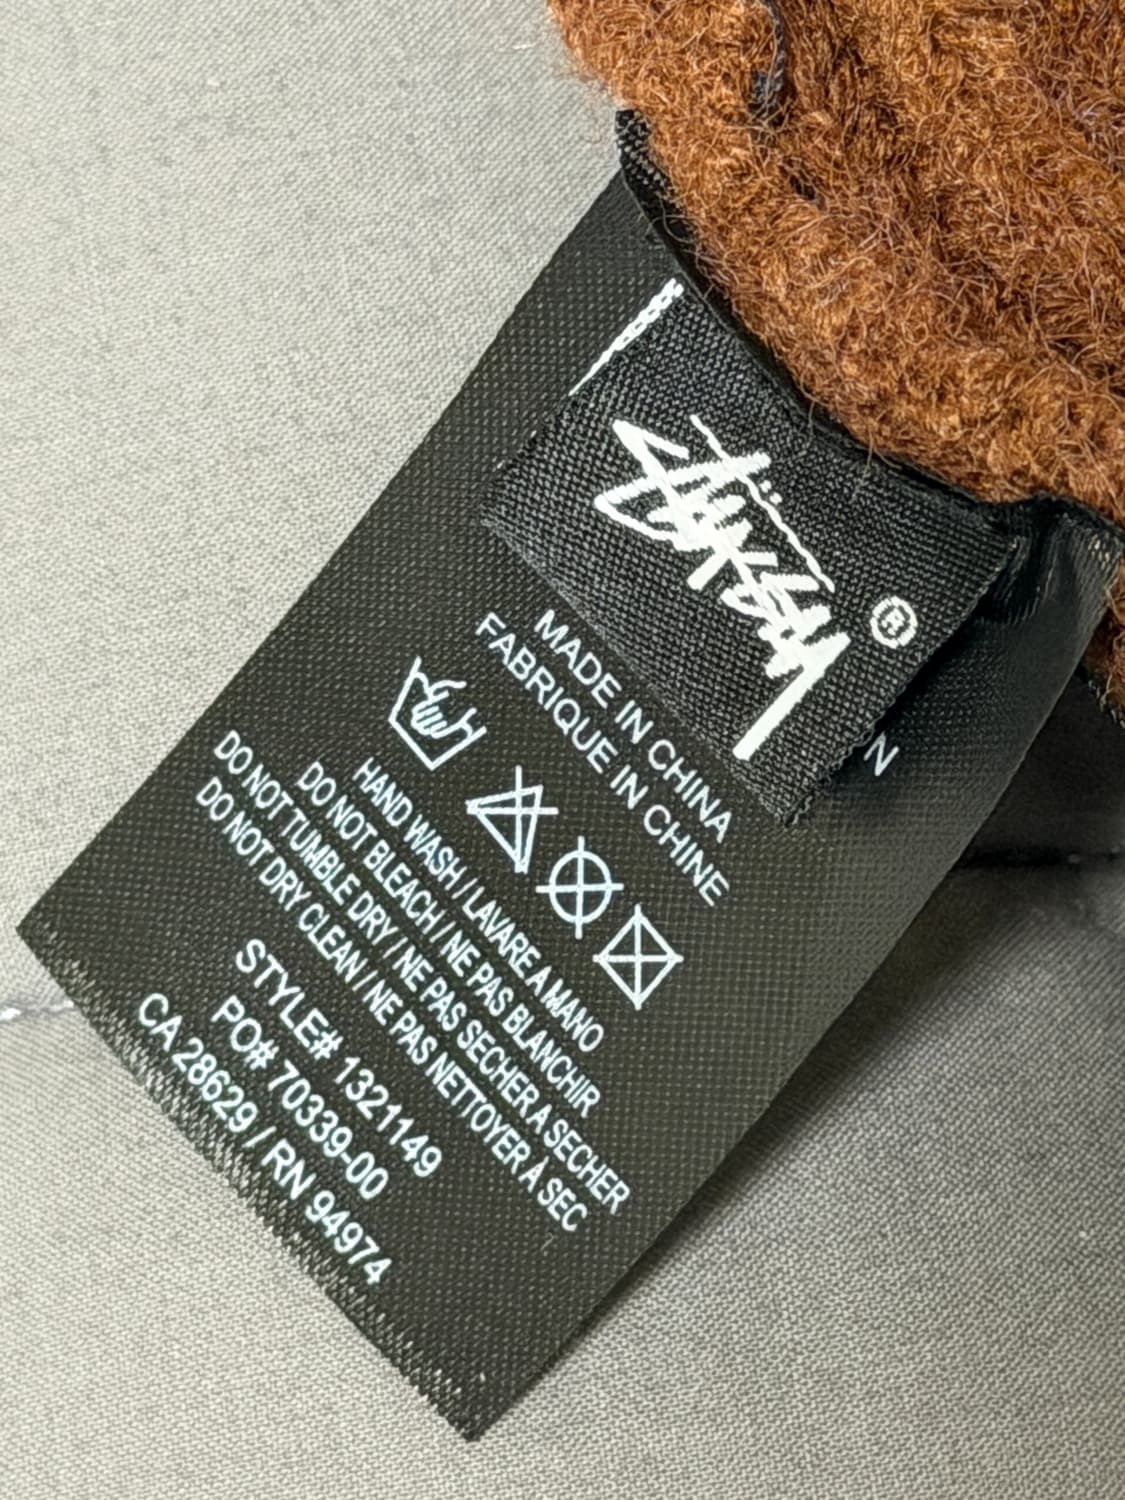 Stüssy®
N
MADE IN CHINA
FABRIQUE IN CHINE
HAND WASH / LAVARE A MANO
DO NOT BLEACH / NE PAS BLANCHIR
DO NOT TUMBLE DRY / NE PAS SECHER A SECHER
DO NOT DRY CLEAN / NE PAS NETTOYER À SEC
STYLE# 1321149
PO# 70339-00
CA 28629 / RN 94974